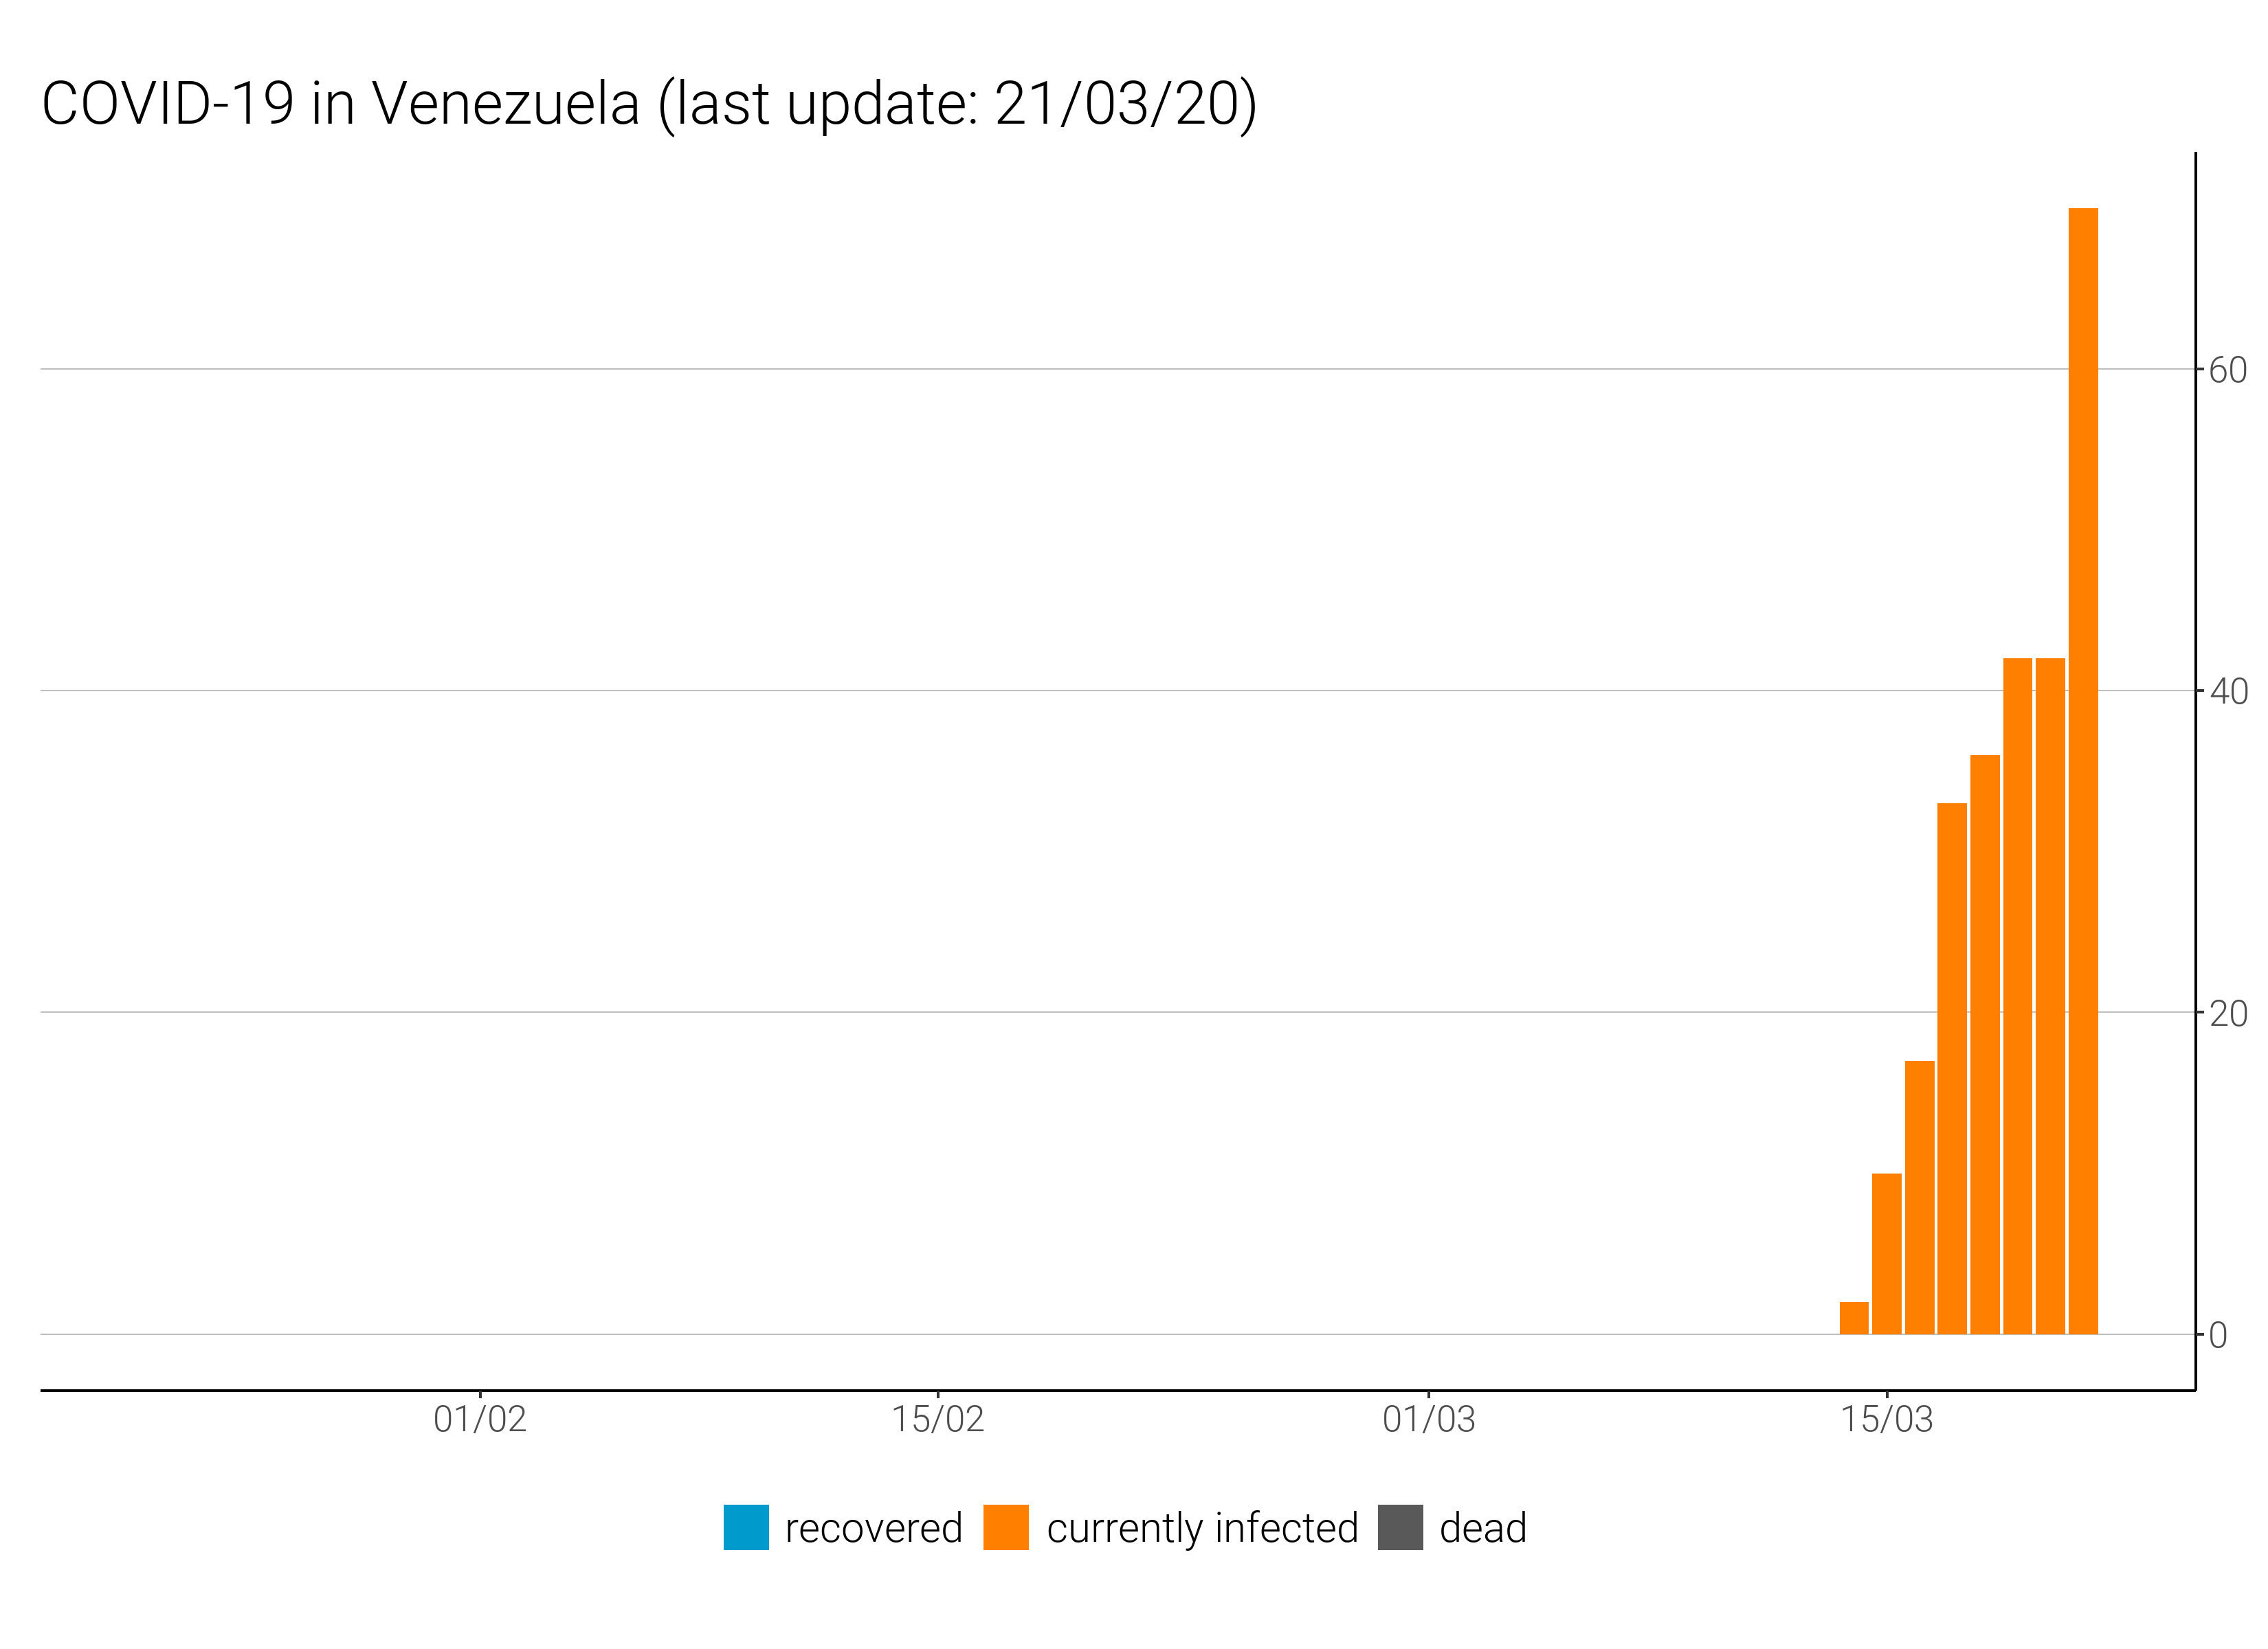 COVID-19 in Venezuela (last update: 21/03/20)
60
40
20
0
01/02 15/02 01/03 15/03
recovered currently infected dead